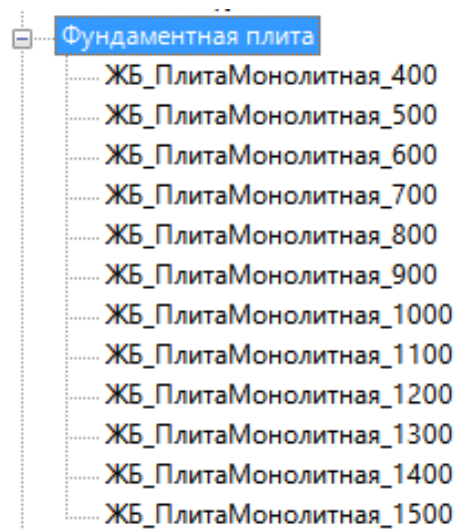 Фундаментная плита
ЖБ_ПлитаМонолитная_400
ЖБ_ПлитаМонолитная_500
ЖБ_ПлитаМонолитная_600
ЖБ_ПлитаМонолитная_700
ЖБ_ПлитаМонолитная_800
ЖБ_ПлитаМонолитная_900
ЖБ_ПлитаМонолитная_1000
ЖБ_ПлитаМонолитная_1100
ЖБ_ПлитаМонолитная_1200
ЖБ_ПлитаМонолитная_1300
ЖБ_ПлитаМонолитная_1400
ЖБ_ПлитаМонолитная_1500